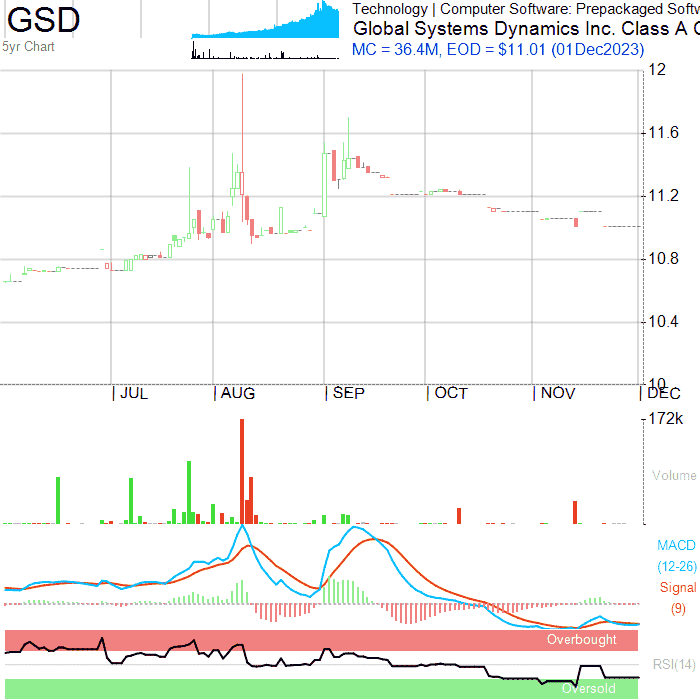 GSD
5yr Chart
Technology | Computer Software: Prepackaged Softw
Global Systems Dynamics Inc. Class A C
MC = 36.4M, EOD = $11.01 (01Dec2023)
12
11.6
11.2
10.8
10.4
10
JUL AUG SEP OCT NOV DEC
172k
Volume
MACD
(12-26)
Signal
(9)
Overbought
RSI(14)
Oversold